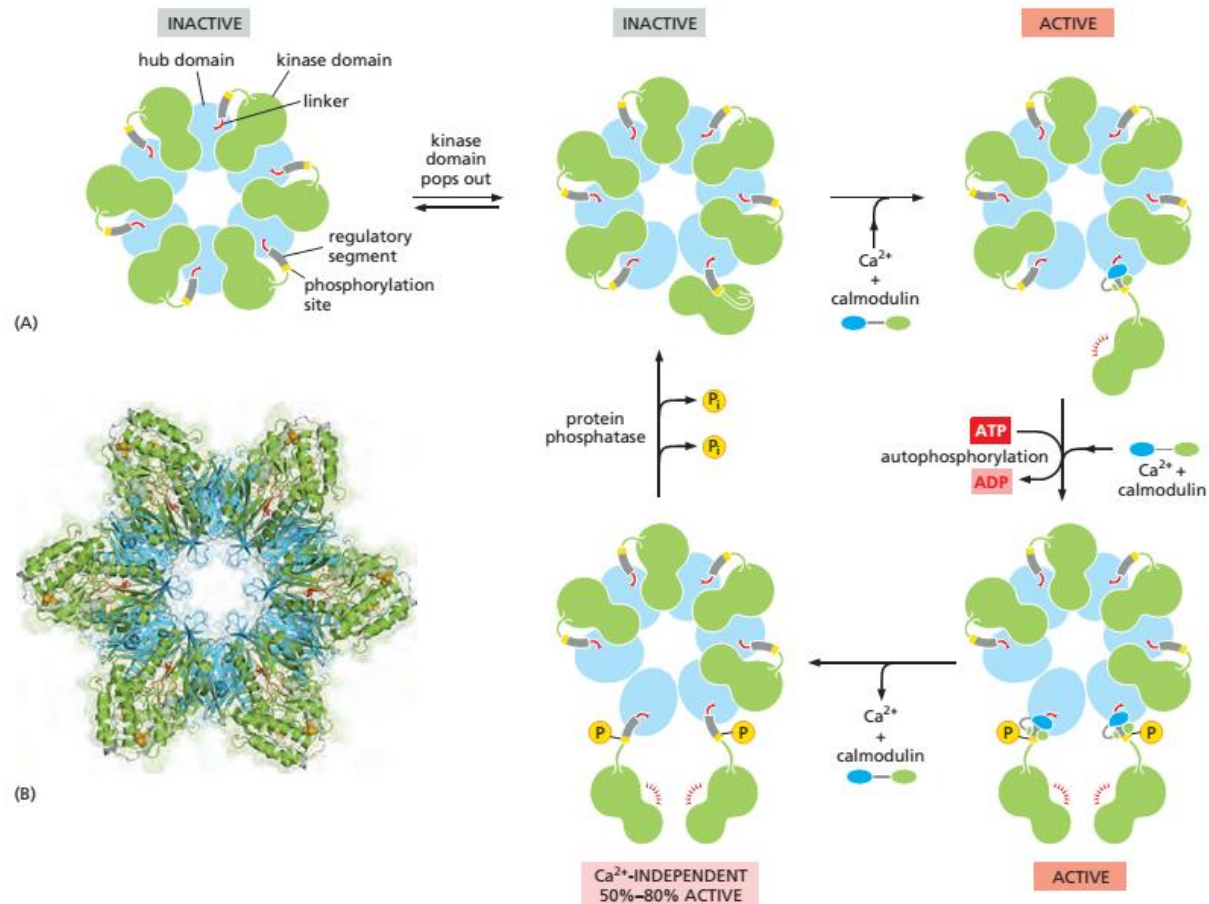 INACTIVE
INACTIVE
ACTIVE
hub domain
kinase domain
linker
regulatory
segment
phosphorylation
site
(A)
kinase
domain
pops out
Ca²⁺
+
calmodulin
ATP
autophosphorylation
ADP
Ca²⁺ +
calmodulin
protein
phosphatase
Pi
Pi
(B)
P
P
P
P
Ca²⁺
+
calmodulin
Ca²⁺-INDEPENDENT
50%–80% ACTIVE
ACTIVE